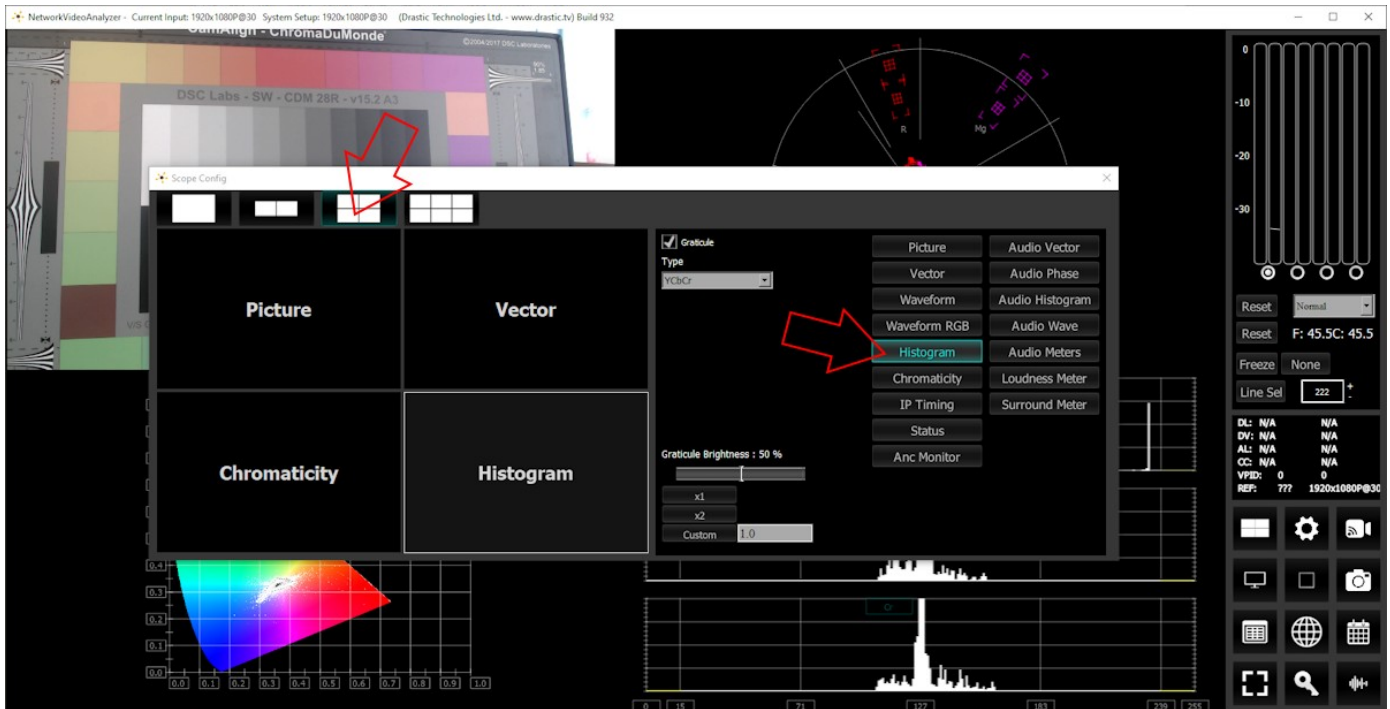 NetworkVideoAnalyzer - Current Input: 1920x1080P@30 System Setup: 1920x1080P@30 (Drastic Technologies Ltd. - www.drastic.tv) Build 932
CamAlign - ChromaDuMonde
©2004/2017 DSC Laboratories
DSC Labs - SW - CDM 28R - v15.2 A3
R
Mg
0
-10
-20
-30
Scope Config
Picture
Vector
Chromaticity
Histogram
Graticule
Type
YCbCr
Graticule Brightness : 50 %
x1
x2
Custom 1.0
Picture
Vector
Waveform
Waveform RGB
Histogram
Chromaticity
IP Timing
Status
Anc Monitor
Audio Vector
Audio Phase
Audio Histogram
Audio Wave
Audio Meters
Loudness Meter
Surround Meter
Reset Normal
Reset F: 45.5C: 45.5
Freeze None
Line Sel 222 + -
DL: N/A N/A
DV: N/A N/A
AL: N/A N/A
CC: N/A N/A
VPID: 0 0
REF: ??? 1920x1080P@30
0.4
0.3
0.2
0.1
0.0
0.0 0.1 0.2 0.3 0.4 0.5 0.6 0.7 0.8 0.9 1.0
Cr
0 15 71 127 183 239 255